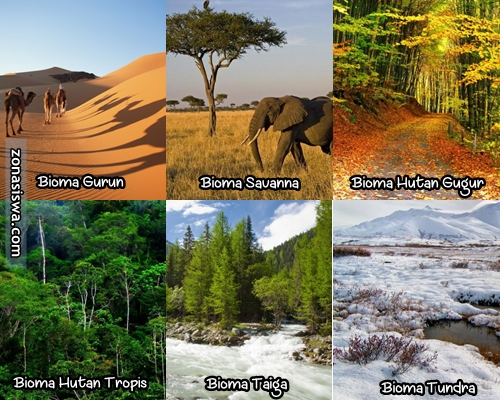 Bioma Gurun
Bioma Savanna
Bioma Hutan Gugur
zonasiswa.com
Bioma Hutan Tropis
Bioma Taiga
Bioma Tundra